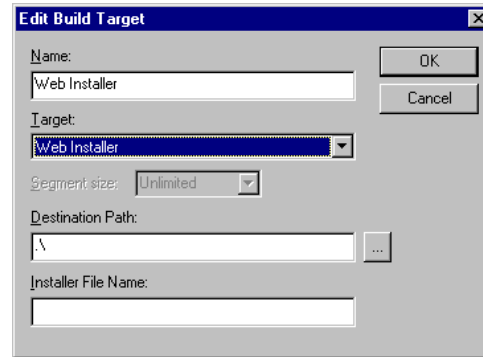 Edit Build Target
Name:
Web Installer
OK
Cancel
Target:
Web Installer
Segment size: Unlimited
Destination Path:
.\
...
Installer File Name: